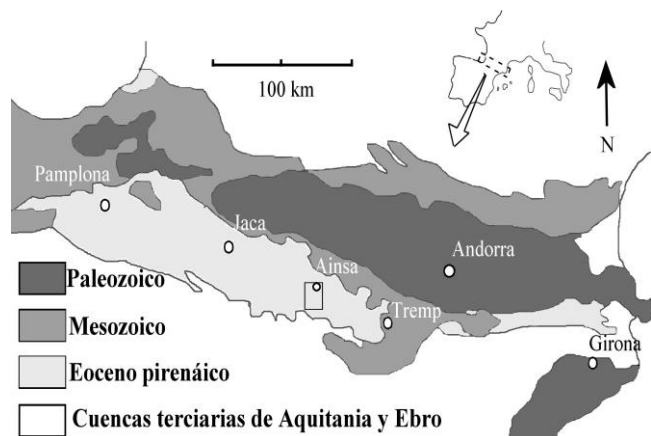 100 km
N
Pamplona
Jaca
Ainsa
Andorra
Tremp
Girona
Paleozoico
Mesozoico
Eoceno pirenáico
Cuencas terciarias de Aquitania y Ebro